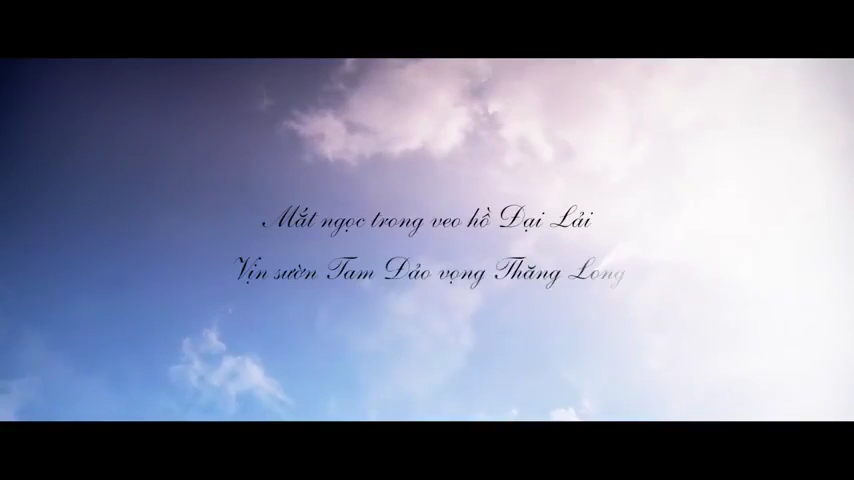 Mắt ngọc trong veo hồ Đại Lải
Vịn sườn Tam Đảo vọng Thăng Long